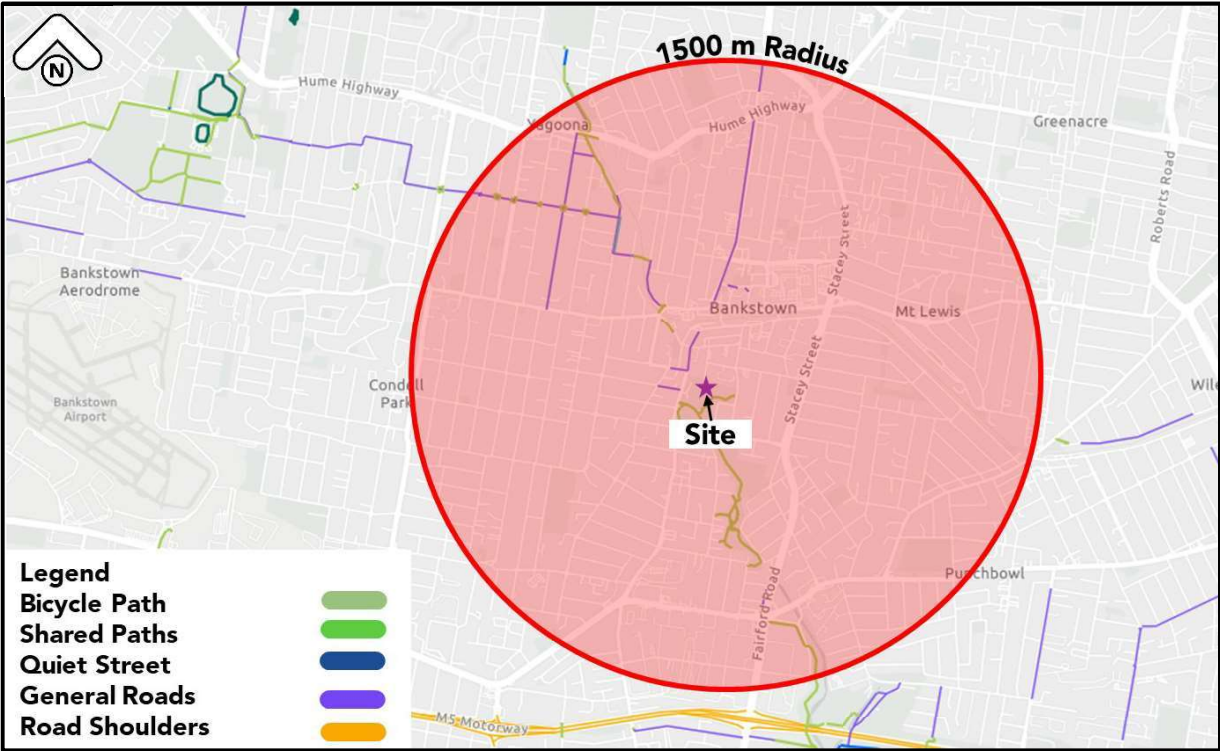 N
1500 m Radius
Hume Highway
Yagoona
Hume Highway
Greenacre
Roberts Road
Stacey Street
Bankstown
Aerodrome
Bankstown
Mt Lewis
Stacey Street
Condell
Park
Bankstown
Airport
Wile
Site
Punchbowl
Fairford Road
M5 Motorway
Legend
Bicycle Path
Shared Paths
Quiet Street
General Roads
Road Shoulders